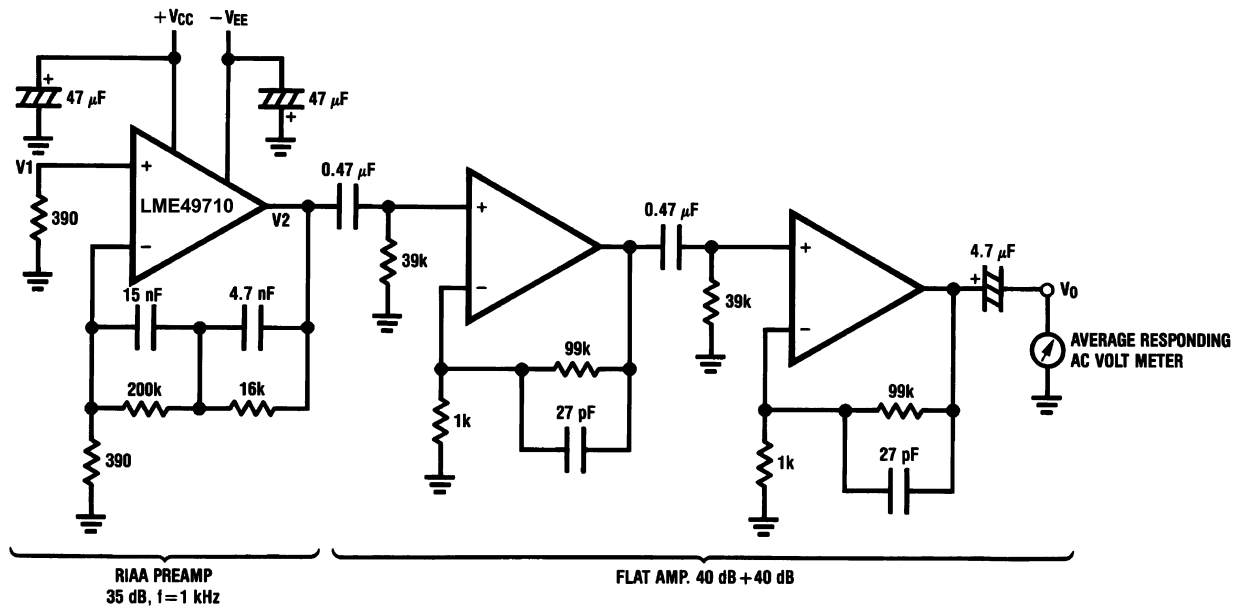 +VCC −VEE
+
47 µF
47 µF
+
V1
+
LME49710
−
V2
390
0.47 µF
39k
+
−
0.47 µF
39k
+
−
4.7 µF
+
VO
AVERAGE RESPONDING
AC VOLT METER
15 nF
4.7 nF
200k
16k
390
99k
27 pF
1k
99k
27 pF
1k
RIAA PREAMP
35 dB, f=1 kHz
FLAT AMP. 40 dB+40 dB